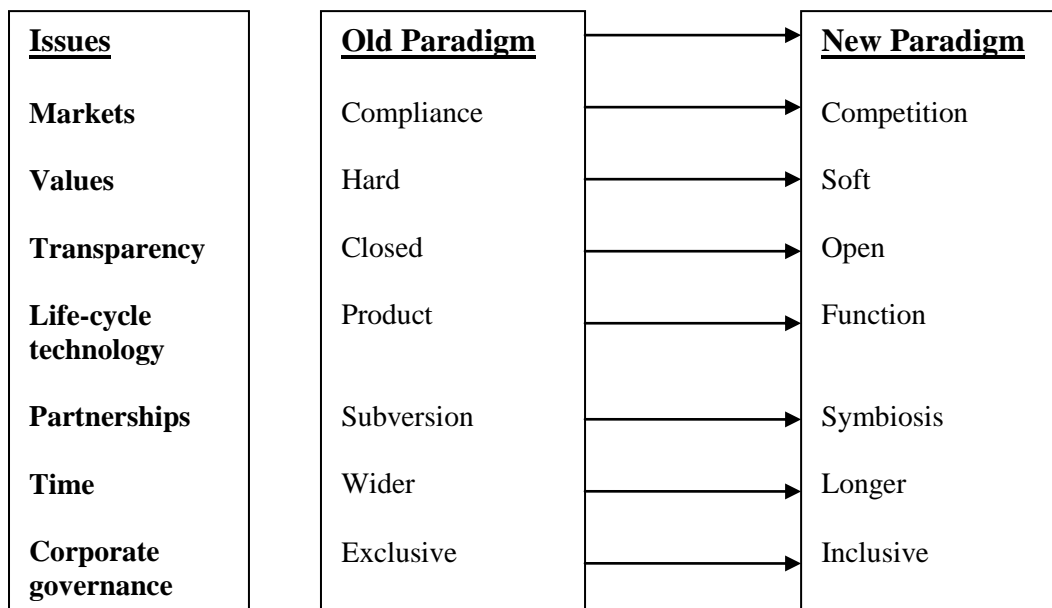 Issues Old Paradigm New Paradigm
Markets Compliance Competition
Values Hard Soft
Transparency Closed Open
Life-cycle Product Function
technology
Partnerships Subversion Symbiosis
Time Wider Longer
Corporate Exclusive Inclusive
governance